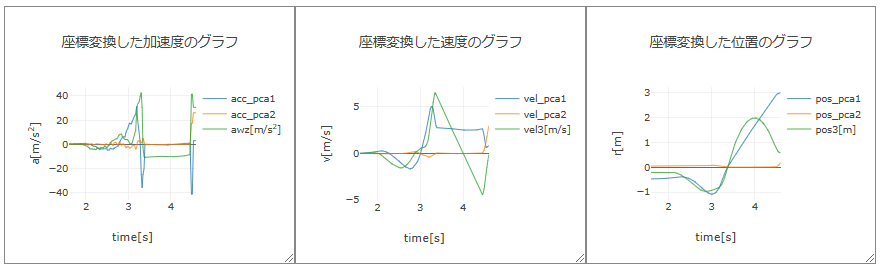 座標変換した加速度のグラフ
acc_pca1
acc_pca2
awz[m/s²]
a[m/s²]
40
20
0
−20
−40
2
3
4
time[s]
座標変換した速度のグラフ
vel_pca1
vel_pca2
vel3[m/s]
v[m/s]
5
0
−5
2
3
4
time[s]
座標変換した位置のグラフ
pos_pca1
pos_pca2
pos3[m]
r[m]
3
2
1
0
−1
2
3
4
time[s]